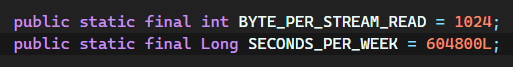 public static final int BYTE_PER_STREAM_READ = 1024;
public static final Long SECONDS_PER_WEEK = 604800L;